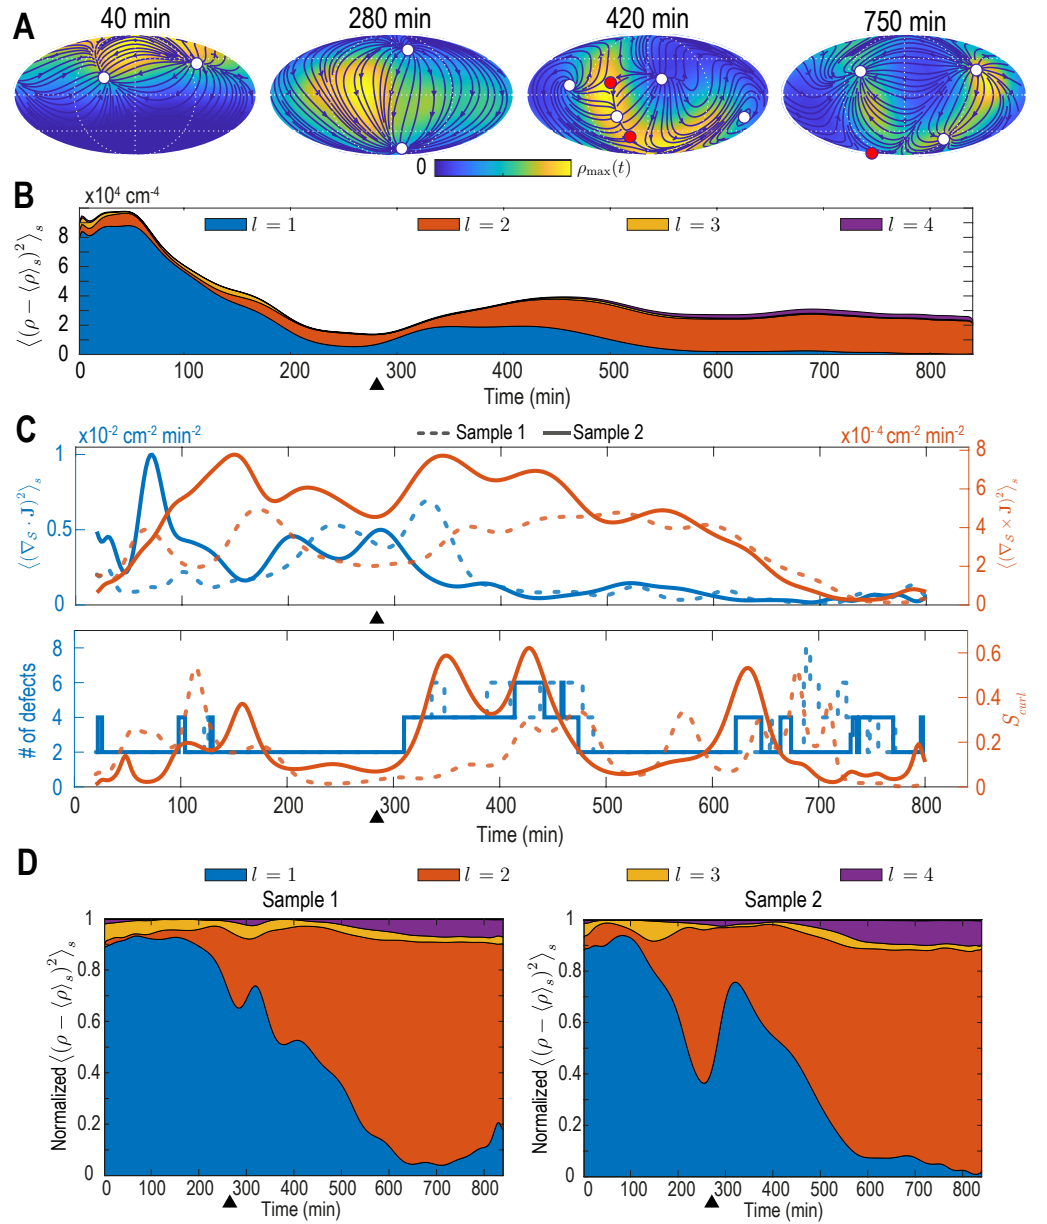 A
40 min 280 min 420 min 750 min
0 ρmax(t)
B
x10⁴ cm⁻⁴
l = 1 l = 2 l = 3 l = 4
⟨(ρ − ⟨ρ⟩ₛ)²⟩ₛ
8
6
4
2
0
0 100 200 300 400 500 600 700 800
Time (min)
C
x10⁻² cm⁻² min⁻² Sample 1 Sample 2 x10⁻⁴ cm⁻² min⁻²
⟨(∇𝒮 · J)²⟩ₛ
1
0.5
0
8
6
4
2
0
⟨(∇𝒮 × J)²⟩ₛ
# of defects
8
6
4
2
0
0.6
0.4
0.2
0
S_curl
0 100 200 300 400 500 600 700 800
Time (min)
D
l = 1 l = 2 l = 3 l = 4
Sample 1
Normalized ⟨(ρ − ⟨ρ⟩ₛ)²⟩ₛ
1
0.8
0.6
0.4
0.2
0
0 100 200 300 400 500 600 700 800
Time (min)
Sample 2
Normalized ⟨(ρ − ⟨ρ⟩ₛ)²⟩ₛ
1
0.8
0.6
0.4
0.2
0
0 100 200 300 400 500 600 700 800
Time (min)